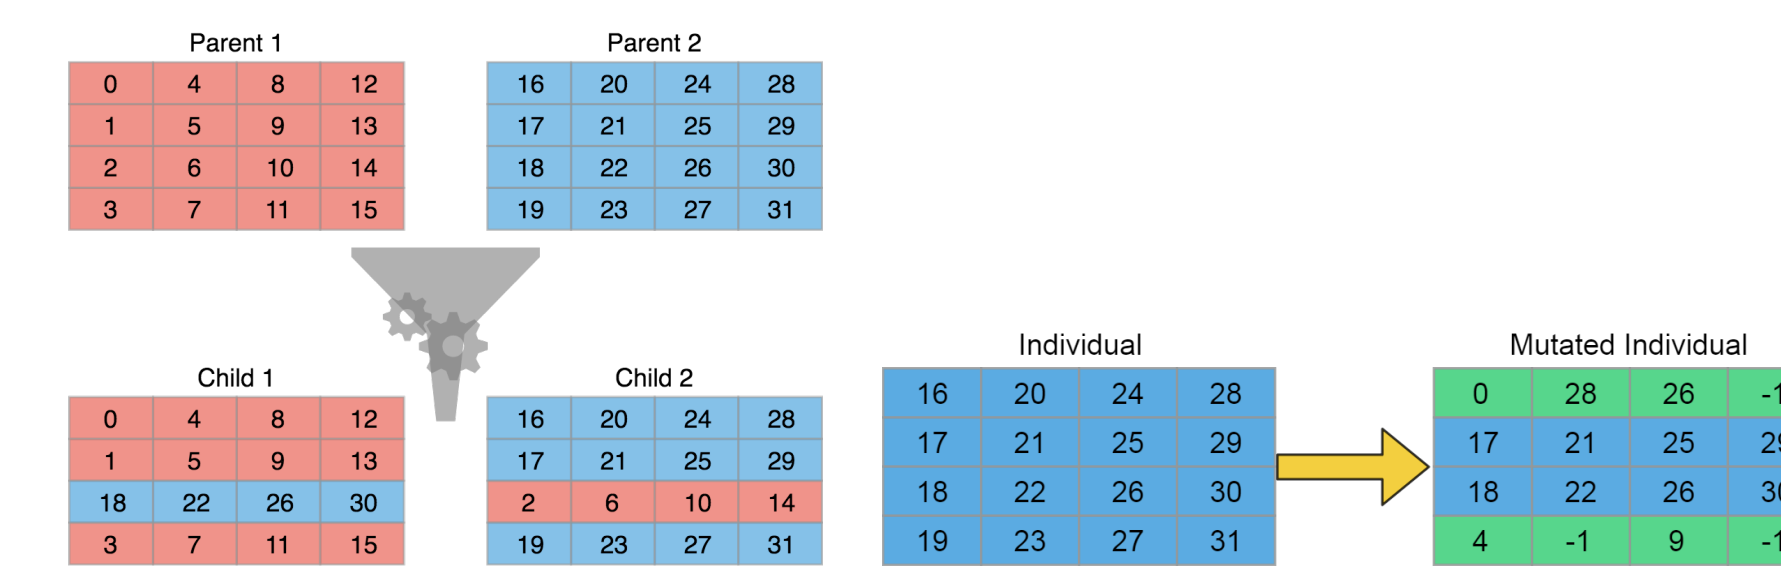 Parent 1
0 4 8 12
1 5 9 13
2 6 10 14
3 7 11 15
Parent 2
16 20 24 28
17 21 25 29
18 22 26 30
19 23 27 31
Child 1
0 4 8 12
1 5 9 13
18 22 26 30
3 7 11 15
Child 2
16 20 24 28
17 21 25 29
2 6 10 14
19 23 27 31
Individual
16 20 24 28
17 21 25 29
18 22 26 30
19 23 27 31
Mutated Individual
0 28 26 -1
17 21 25 29
18 22 26 30
4 -1 9 -1